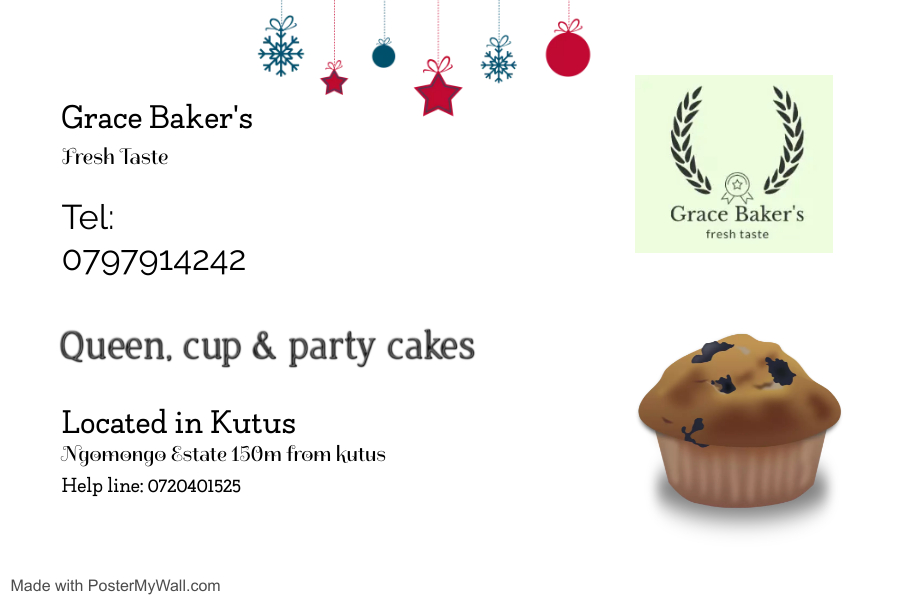 Grace Baker's
Fresh Taste
Tel:
0797914242
Queen, cup & party cakes
Located in Kutus
Ngomongo Estate 150m from kutus
Help line: 0720401525
Grace Baker's
fresh taste
Made with PosterMyWall.com